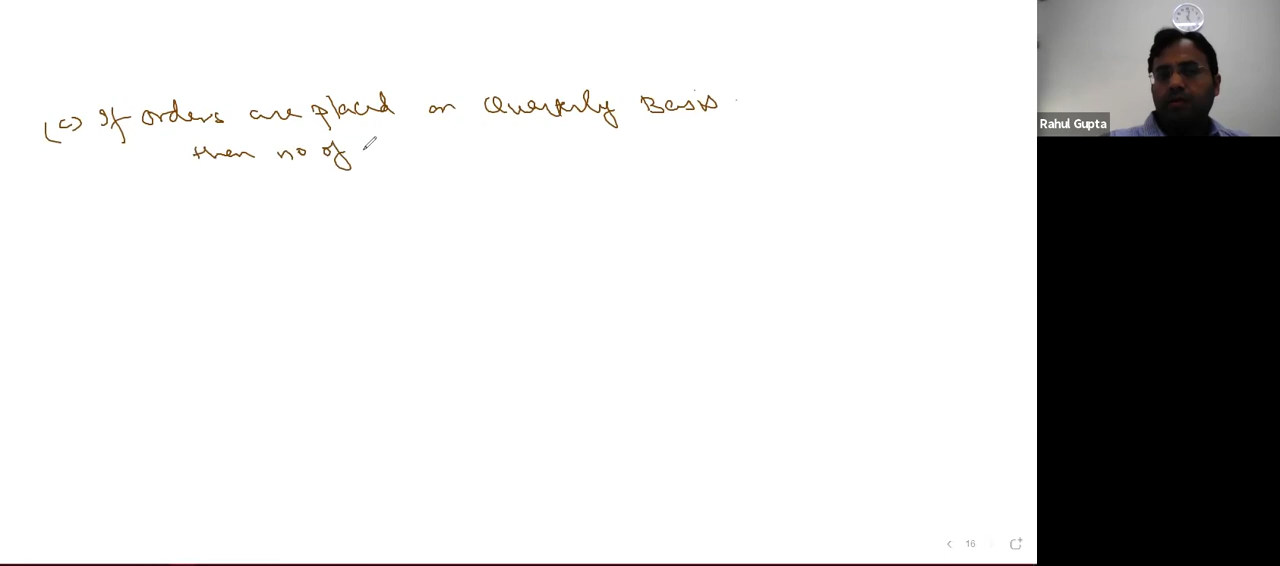 (c) If orders are placed on Quarterly Basis
then no of
Rahul Gupta
16